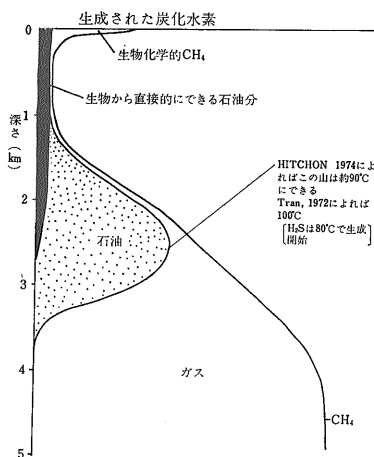 生成された炭化水素
0
生物化学的CH₄
生物から直接的にできる石油分
1
深さ
(km)
HITCHON 1974によ
ればこの山は約90℃
にできる
Tran, 1972によれば
100℃
[H₂Sは80℃で生成
開始]
2
石油
3
4
ガス
CH₄
5